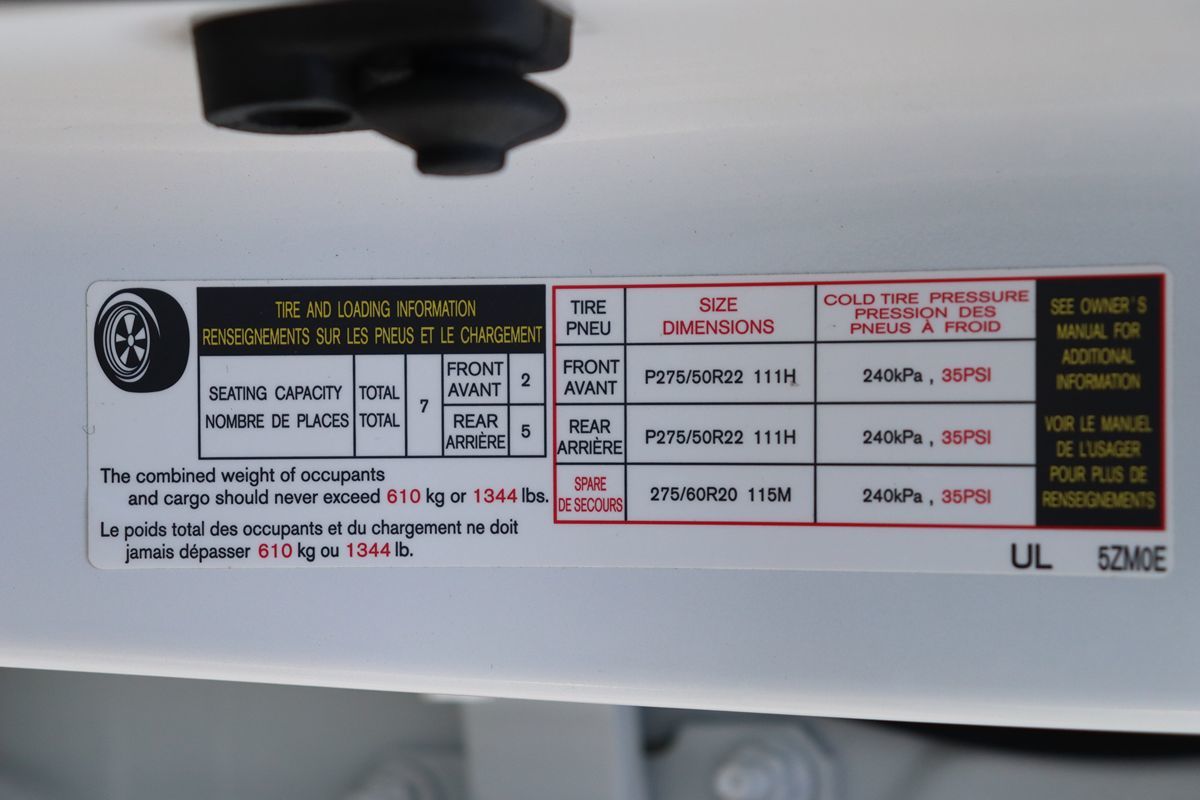 TIRE AND LOADING INFORMATION
RENSEIGNEMENTS SUR LES PNEUS ET LE CHARGEMENT
SEATING CAPACITY
NOMBRE DE PLACES
TOTAL
TOTAL
7
FRONT
AVANT
2
REAR
ARRIÈRE
5
The combined weight of occupants
and cargo should never exceed 610 kg or 1344 lbs.
Le poids total des occupants et du chargement ne doit
jamais dépasser 610 kg ou 1344 lb.
TIRE
PNEU
SIZE
DIMENSIONS
COLD TIRE PRESSURE
PRESSION DES
PNEUS À FROID
FRONT
AVANT
P275/50R22 111H
240kPa , 35PSI
REAR
ARRIÈRE
P275/50R22 111H
240kPa , 35PSI
SPARE
DE SECOURS
275/60R20 115M
240kPa , 35PSI
SEE OWNER'S
MANUAL FOR
ADDITIONAL
INFORMATION
VOIR LE MANUEL
DE L'USAGER
POUR PLUS DE
RENSEIGNEMENTS
UL 5ZM0E